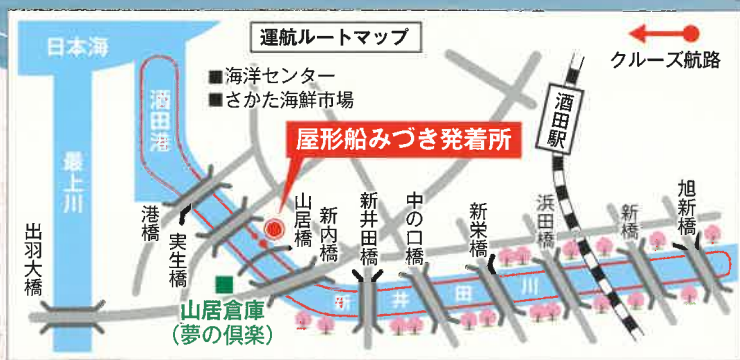 運航ルートマップ
クルーズ航路
日本海
■海洋センター
■さかた海鮮市場
酒田港
酒田駅
屋形船みづき発着所
最上川
出羽大橋
港橋
実生橋
山居橋
新内橋
新井田橋
中の口橋
新栄橋
浜田橋
新橋
旭新橋
山居倉庫
(夢の倶楽)
新井田川